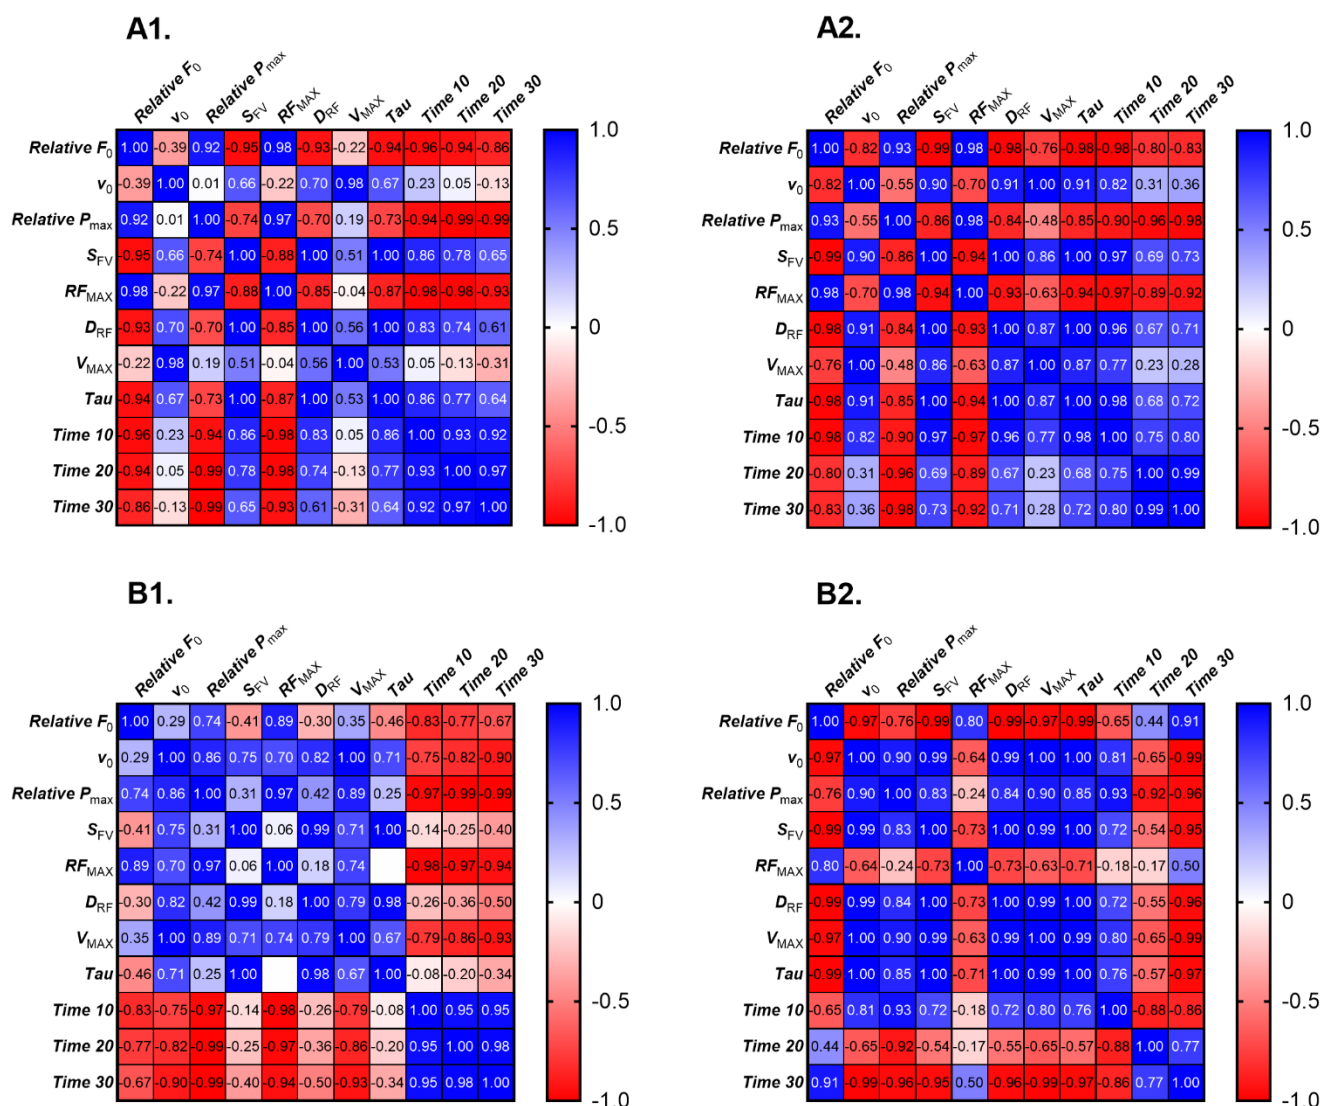 A1.
Relative F0 v0 Relative Pmax SFV RFMAX DRF VMAX Tau Time 10 Time 20 Time 30
Relative F0 1.00 -0.39 0.92 -0.95 0.98 -0.93 -0.22 -0.94 -0.96 -0.94 -0.86
v0 -0.39 1.00 0.01 0.66 -0.22 0.70 0.98 0.67 0.23 0.05 -0.13
Relative Pmax 0.92 0.01 1.00 -0.74 0.97 -0.70 0.19 -0.73 -0.94 -0.99 -0.99
SFV -0.95 0.66 -0.74 1.00 -0.88 1.00 0.51 1.00 0.86 0.78 0.65
RFMAX 0.98 -0.22 0.97 -0.88 1.00 -0.85 -0.04 -0.87 -0.98 -0.98 -0.93
DRF -0.93 0.70 -0.70 1.00 -0.85 1.00 0.56 1.00 0.83 0.74 0.61
VMAX -0.22 0.98 0.19 0.51 -0.04 0.56 1.00 0.53 0.05 -0.13 -0.31
Tau -0.94 0.67 -0.73 1.00 -0.87 1.00 0.53 1.00 0.86 0.77 0.64
Time 10 -0.96 0.23 -0.94 0.86 -0.98 0.83 0.05 0.86 1.00 0.93 0.92
Time 20 -0.94 0.05 -0.99 0.78 -0.98 0.74 -0.13 0.77 0.93 1.00 0.97
Time 30 -0.86 -0.13 -0.99 0.65 -0.93 0.61 -0.31 0.64 0.92 0.97 1.00
1.0
0.5
0
-0.5
-1.0
A2.
Relative F0 v0 Relative Pmax SFV RFMAX DRF VMAX Tau Time 10 Time 20 Time 30
Relative F0 1.00 -0.82 0.93 -0.99 0.98 -0.98 -0.76 -0.98 -0.98 -0.80 -0.83
v0 -0.82 1.00 -0.55 0.90 -0.70 0.91 1.00 0.91 0.82 0.31 0.36
Relative Pmax 0.93 -0.55 1.00 -0.86 0.98 -0.84 -0.48 -0.85 -0.90 -0.96 -0.98
SFV -0.99 0.90 -0.86 1.00 -0.94 1.00 0.86 1.00 0.97 0.69 0.73
RFMAX 0.98 -0.70 0.98 -0.94 1.00 -0.93 -0.63 -0.94 -0.97 -0.89 -0.92
DRF -0.98 0.91 -0.84 1.00 -0.93 1.00 0.87 1.00 0.96 0.67 0.71
VMAX -0.76 1.00 -0.48 0.86 -0.63 0.87 1.00 0.87 0.77 0.23 0.28
Tau -0.98 0.91 -0.85 1.00 -0.94 1.00 0.87 1.00 0.98 0.68 0.72
Time 10 -0.98 0.82 -0.90 0.97 -0.97 0.96 0.77 0.98 1.00 0.75 0.80
Time 20 -0.80 0.31 -0.96 0.69 -0.89 0.67 0.23 0.68 0.75 1.00 0.99
Time 30 -0.83 0.36 -0.98 0.73 -0.92 0.71 0.28 0.72 0.80 0.99 1.00
1.0
0.5
0
-0.5
-1.0
B1.
Relative F0 v0 Relative Pmax SFV RFMAX DRF VMAX Tau Time 10 Time 20 Time 30
Relative F0 1.00 0.29 0.74 -0.41 0.89 -0.30 0.35 -0.46 -0.83 -0.77 -0.67
v0 0.29 1.00 0.86 0.75 0.70 0.82 1.00 0.71 -0.75 -0.82 -0.90
Relative Pmax 0.74 0.86 1.00 0.31 0.97 0.42 0.89 0.25 -0.97 -0.99 -0.99
SFV -0.41 0.75 0.31 1.00 0.06 0.99 0.71 1.00 -0.14 -0.25 -0.40
RFMAX 0.89 0.70 0.97 0.06 1.00 0.18 0.74 -0.98 -0.97 -0.94
DRF -0.30 0.82 0.42 0.99 0.18 1.00 0.79 0.98 -0.26 -0.36 -0.50
VMAX 0.35 1.00 0.89 0.71 0.74 0.79 1.00 0.67 -0.79 -0.86 -0.93
Tau -0.46 0.71 0.25 1.00 0.98 0.67 1.00 -0.08 -0.20 -0.34
Time 10 -0.83 -0.75 -0.97 -0.14 -0.98 -0.26 -0.79 -0.08 1.00 0.95 0.95
Time 20 -0.77 -0.82 -0.99 -0.25 -0.97 -0.36 -0.86 -0.20 0.95 1.00 0.98
Time 30 -0.67 -0.90 -0.99 -0.40 -0.94 -0.50 -0.93 -0.34 0.95 0.98 1.00
1.0
0.5
0
-0.5
-1.0
B2.
Relative F0 v0 Relative Pmax SFV RFMAX DRF VMAX Tau Time 10 Time 20 Time 30
Relative F0 1.00 -0.97 -0.76 -0.99 0.80 -0.99 -0.97 -0.99 -0.65 0.44 0.91
v0 -0.97 1.00 0.90 0.99 -0.64 0.99 1.00 1.00 0.81 -0.65 -0.99
Relative Pmax -0.76 0.90 1.00 0.83 -0.24 0.84 0.90 0.85 0.93 -0.92 -0.96
SFV -0.99 0.99 0.83 1.00 -0.73 1.00 0.99 1.00 0.72 -0.54 -0.95
RFMAX 0.80 -0.64 -0.24 -0.73 1.00 -0.73 -0.63 -0.71 -0.18 -0.17 0.50
DRF -0.99 0.99 0.84 1.00 -0.73 1.00 0.99 1.00 0.72 -0.55 -0.96
VMAX -0.97 1.00 0.90 0.99 -0.63 0.99 1.00 0.99 0.80 -0.65 -0.99
Tau -0.99 1.00 0.85 1.00 -0.71 1.00 0.99 1.00 0.76 -0.57 -0.97
Time 10 -0.65 0.81 0.93 0.72 -0.18 0.72 0.80 0.76 1.00 -0.88 -0.86
Time 20 0.44 -0.65 -0.92 -0.54 -0.17 -0.55 -0.65 -0.57 -0.88 1.00 0.77
Time 30 0.91 -0.99 -0.96 -0.95 0.50 -0.96 -0.99 -0.97 -0.86 0.77 1.00
1.0
0.5
0
-0.5
-1.0